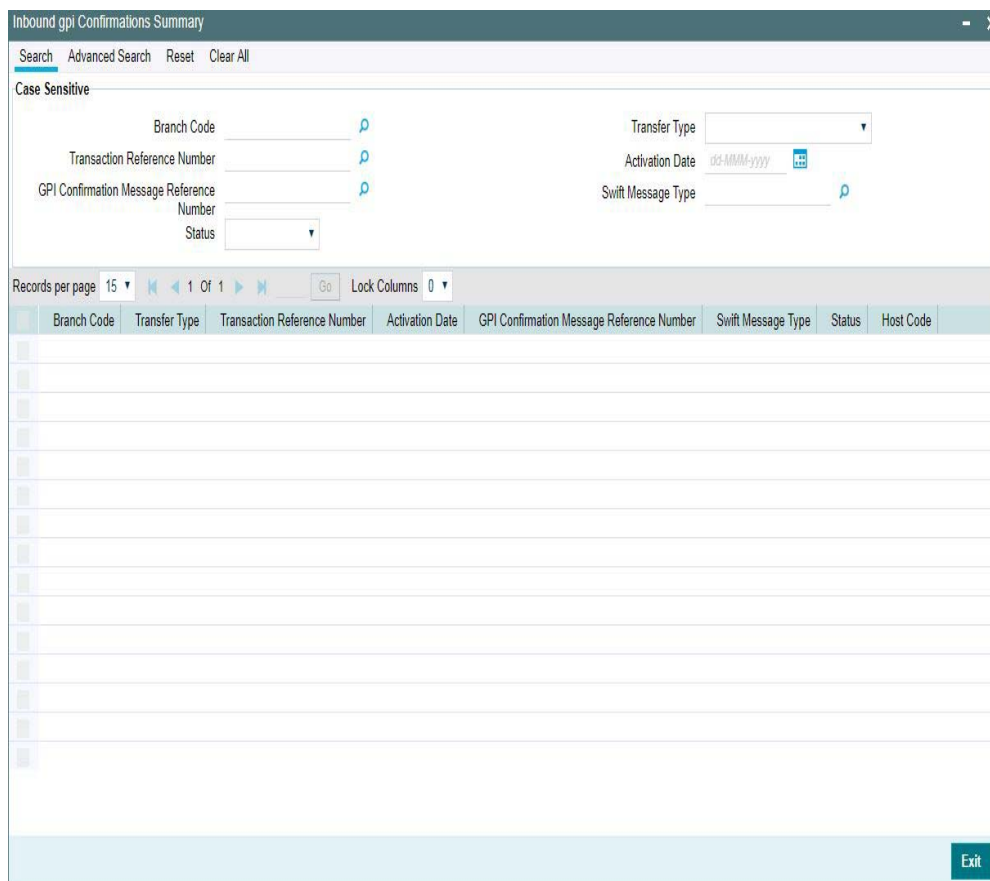 Inbound gpi Confirmations Summary
Search Advanced Search Reset Clear All
Case Sensitive
Branch Code
Transaction Reference Number
GPI Confirmation Message Reference
Number
Status
Transfer Type
Activation Date dd-MMM-yyyy
Swift Message Type
Records per page 15 1 Of 1 Go Lock Columns 0
Branch Code Transfer Type Transaction Reference Number Activation Date GPI Confirmation Message Reference Number Swift Message Type Status Host Code
Exit